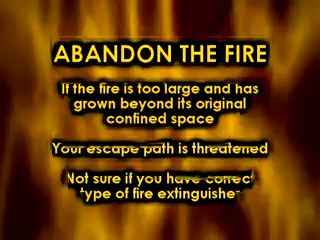 ABANDON THE FIRE
If the fire is too large and has
grown beyond its original
confined space
Your escape path is threatened
Not sure if you have correct
type of fire extinguisher